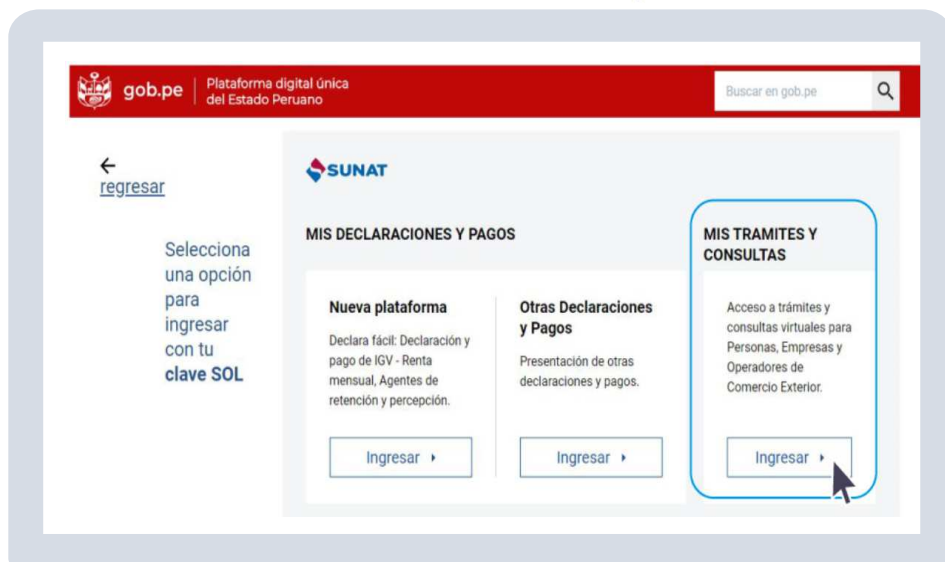 gob.pe
Plataforma digital única
del Estado Peruano
Buscar en gob.pe
←
regresar
Selecciona
una opción
para
ingresar
con tu
clave SOL
SUNAT
MIS DECLARACIONES Y PAGOS
Nueva plataforma
Declara fácil: Declaración y
pago de IGV - Renta
mensual, Agentes de
retención y percepción.
Ingresar
Otras Declaraciones
y Pagos
Presentación de otras
declaraciones y pagos.
Ingresar
MIS TRAMITES Y
CONSULTAS
Acceso a trámites y
consultas virtuales para
Personas, Empresas y
Operadores de
Comercio Exterior.
Ingresar